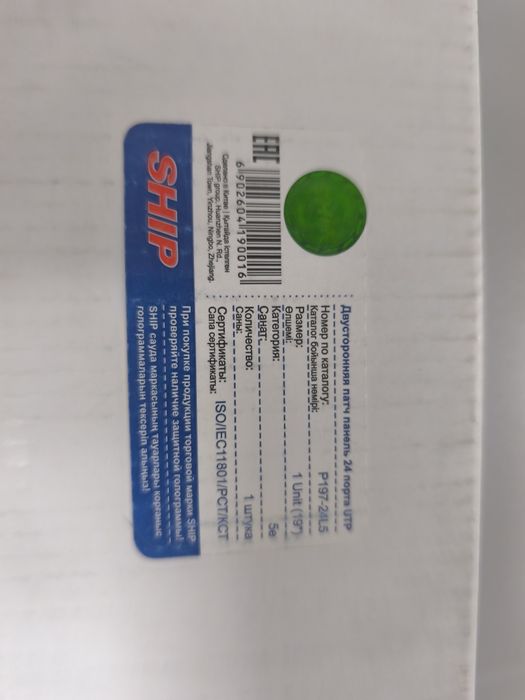 Двусторонняя патч панель 24 порта UTP
Номер по каталогу: P197-24L5
Каталог бойынша нөмірі:
Размер: 1 Unit (19")
Өлшемі:
Категория: 5e
Санат:
Количество: 1 штука
Саны:
Сертификаты: ISO/IEC11801/РСТ/КСТ
Сапа сертификаты:
EAC
6 902604 190016
Сделано в Китае | Қытайда істелген
SHIP group, Huanzhen N. Rd.,
Jiangshan Town, Yinzhou, Ningbo, Zhejiang.
SHIP
При покупке продукции торговой марки SHIP
проверяйте наличие защитной голограммы!
SHIP сауда маркасының тауарлары қорғаныс
голограммаларын тексеріп алыңыз!